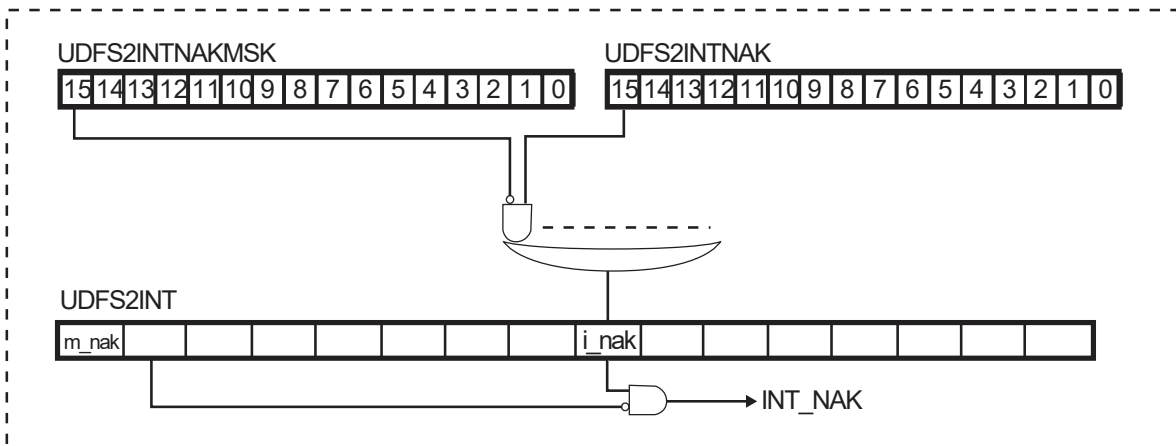 UDFS2INTNAKMSK UDFS2INTNAK
15 14 13 12 11 10 9 8 7 6 5 4 3 2 1 0 15 14 13 12 11 10 9 8 7 6 5 4 3 2 1 0
UDFS2INT
m_nak i_nak
INT_NAK